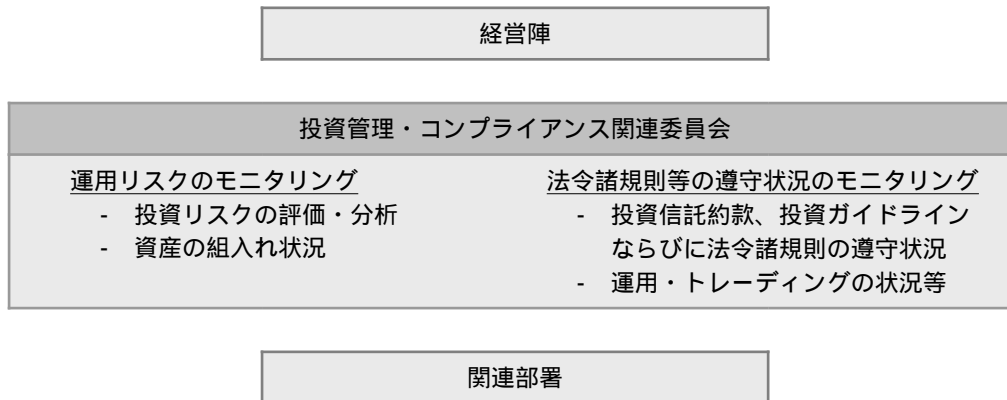 経営陣
投資管理・コンプライアンス関連委員会
運用リスクのモニタリング
- 投資リスクの評価・分析
- 資産の組入れ状況
法令諸規則等の遵守状況のモニタリング
- 投資信託約款、投資ガイドライン
ならびに法令諸規則の遵守状況
- 運用・トレーディングの状況等
関連部署